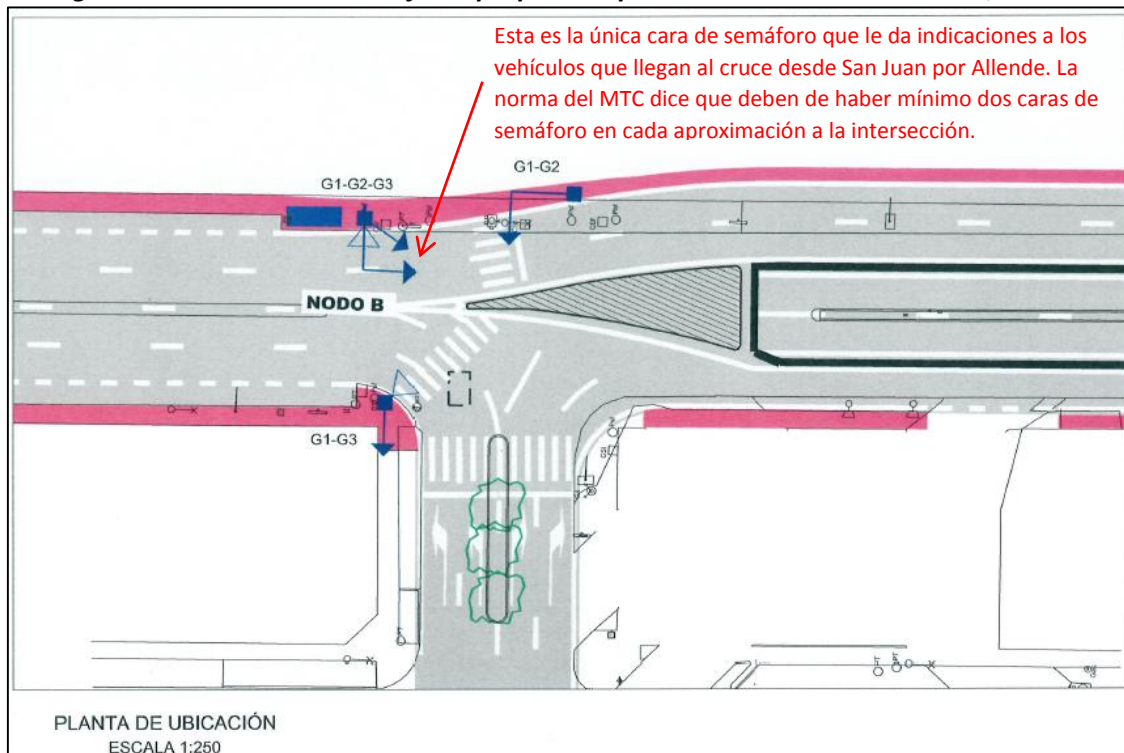 Esta es la única cara de semáforo que le da indicaciones a los
vehículos que llegan al cruce desde San Juan por Allende. La
norma del MTC dice que deben de haber mínimo dos caras de
semáforo en cada aproximación a la intersección.
G1-G2
G1-G2-G3
NODO B
G1-G3
PLANTA DE UBICACIÓN
ESCALA 1:250